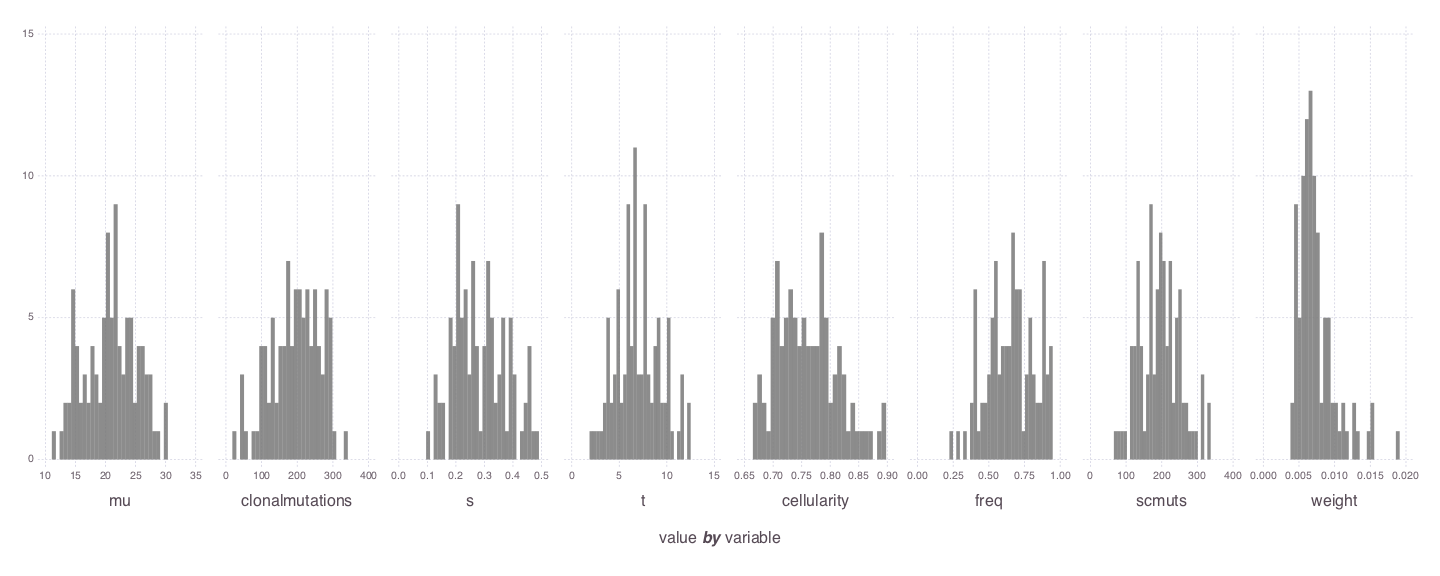 15
10
5
0
10 15 20 25 30 35
0 100 200 300 400
0.0 0.1 0.2 0.3 0.4 0.5
0 5 10 15
0.65 0.70 0.75 0.80 0.85 0.90
0.00 0.25 0.50 0.75 1.00
0 100 200 300 400
0.000 0.005 0.010 0.015 0.020
mu clonalmutations s t cellularity freq scmuts weight
value by variable